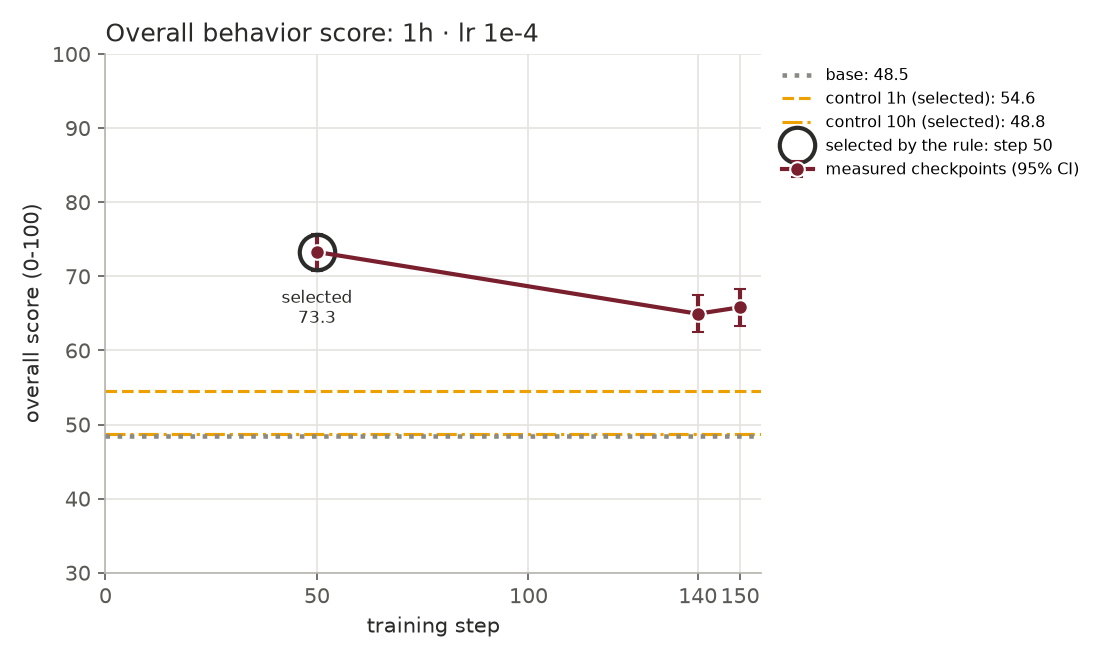 Overall behavior score: 1h · lr 1e-4
100
90
80
70
60
50
40
30
overall score (0-100)
selected
73.3
0
50
100
140
150
training step
base: 48.5
control 1h (selected): 54.6
control 10h (selected): 48.8
selected by the rule: step 50
measured checkpoints (95% CI)